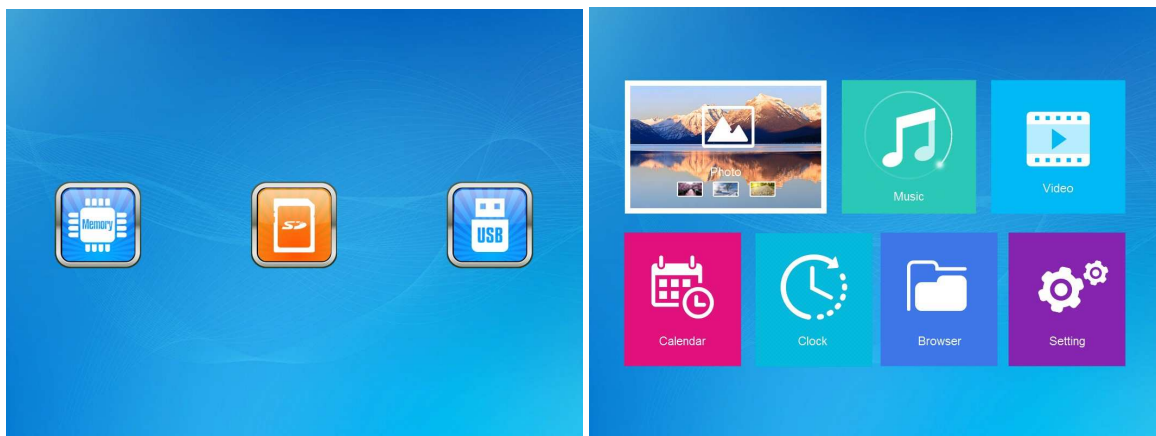 Memory
SD
USB
Photo
Music
Video
Calendar
Clock
Browser
Setting